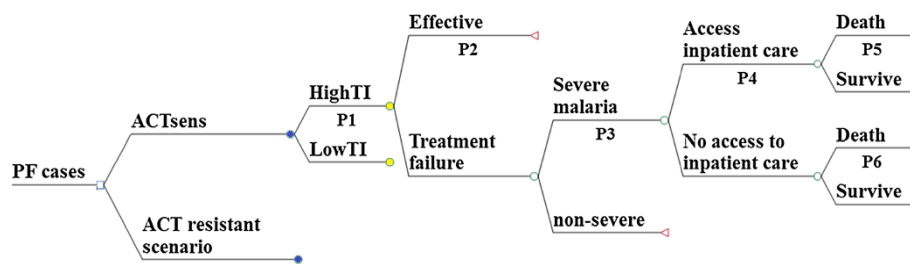 PF cases
ACTsens
ACT resistant
scenario
HighTI
P1
LowTI
Effective
P2
Treatment
failure
Severe
malaria
P3
non-severe
Access
inpatient care
P4
No access to
inpatient care
Death
P5
Survive
Death
P6
Survive